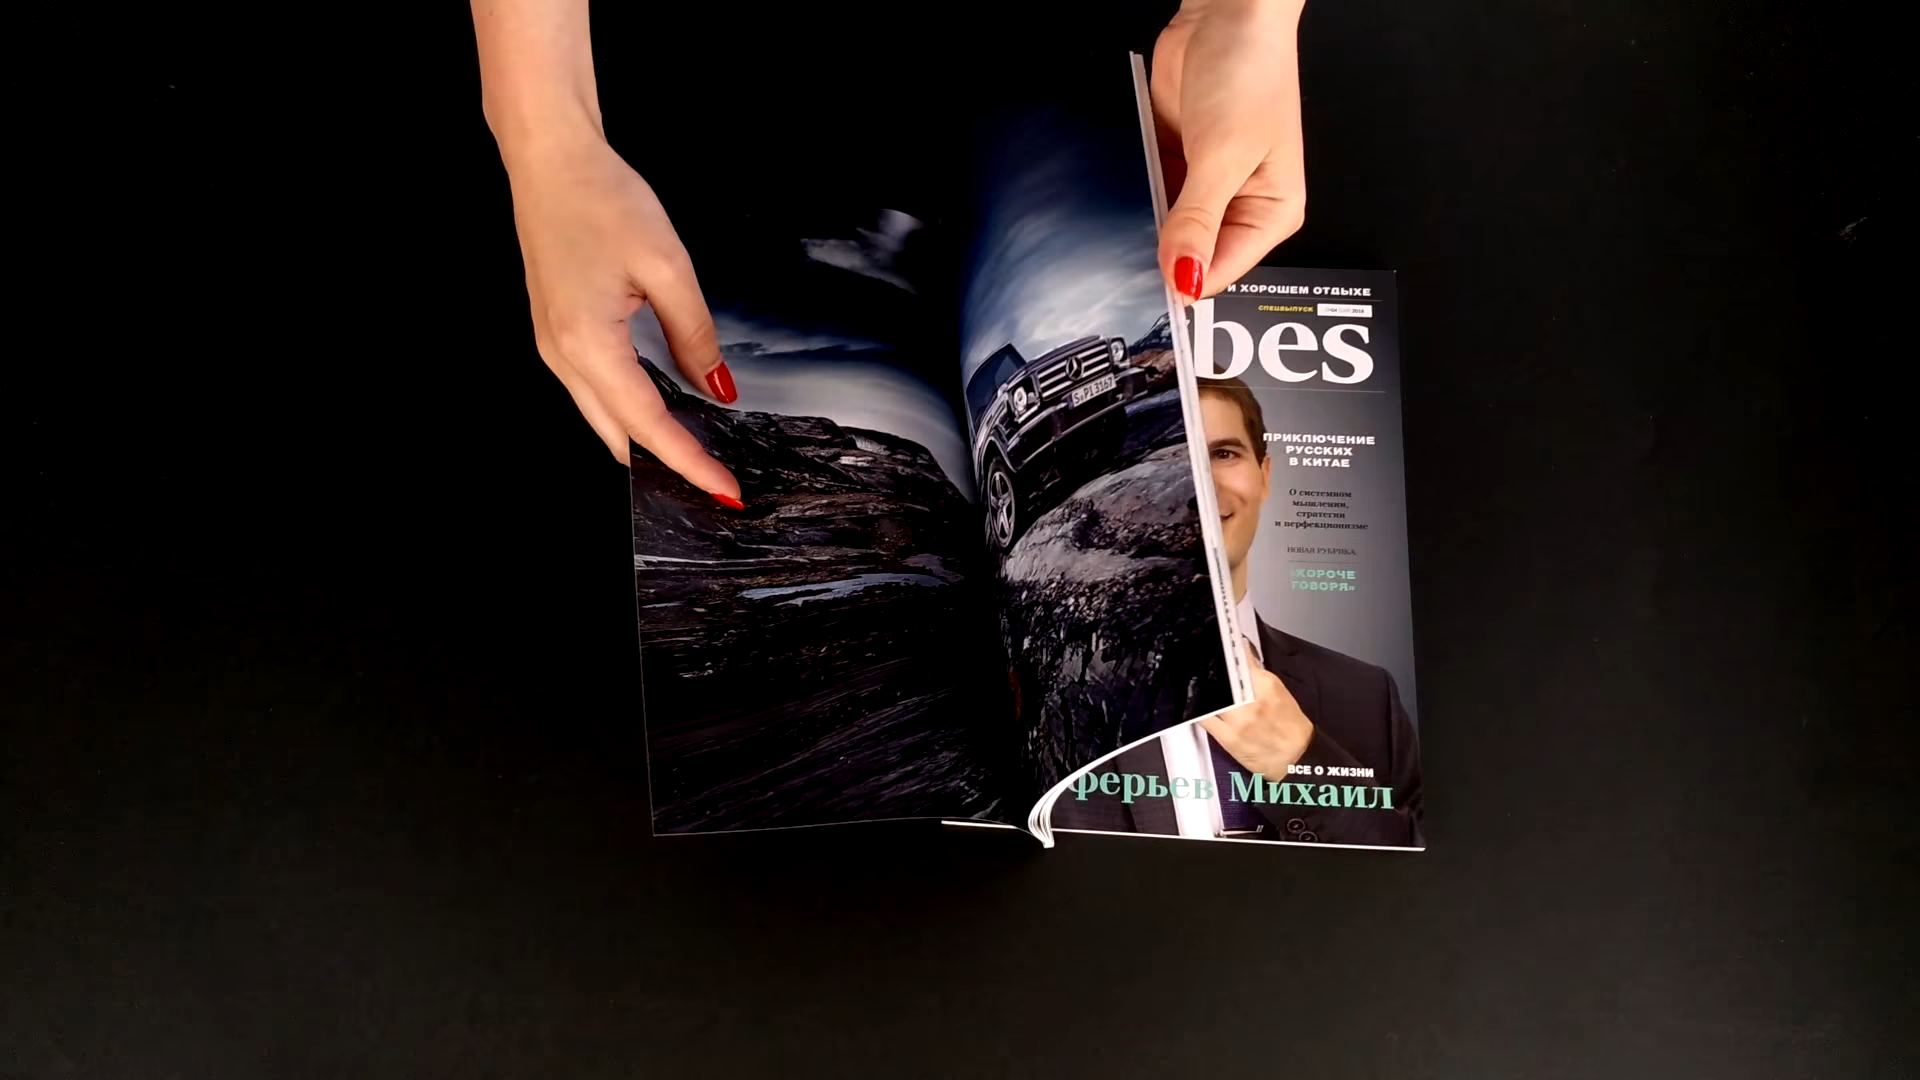 И ХОРОШЕМ ОТДЫХЕ
СПЕЦВЫПУСК
bes
S PI 3167
ПРИКЛЮЧЕНИЕ
РУССКИХ
В КИТАЕ
О системном
мышлении,
стратегии
и перфекционизме
НОВАЯ РУБРИКА
«КОРОЧЕ
ГОВОРЯ»
ВСЕ О ЖИЗНИ
ферьев Михаил